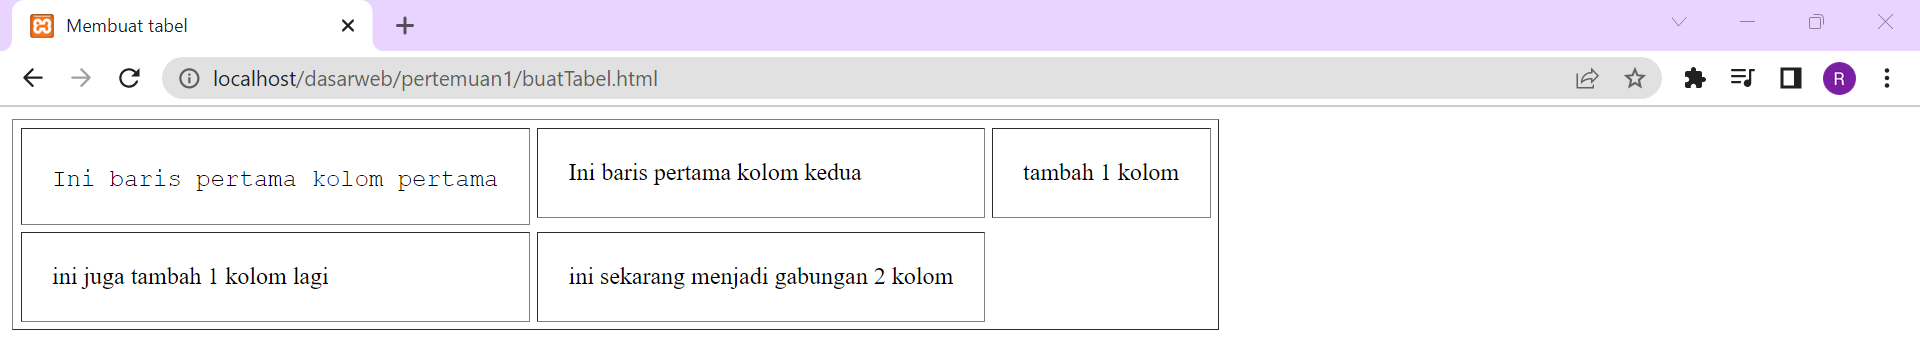 Membuat tabel
localhost/dasarweb/pertemuan1/buatTabel.html
R
Ini baris pertama kolom pertama
Ini baris pertama kolom kedua
tambah 1 kolom
ini juga tambah 1 kolom lagi
ini sekarang menjadi gabungan 2 kolom